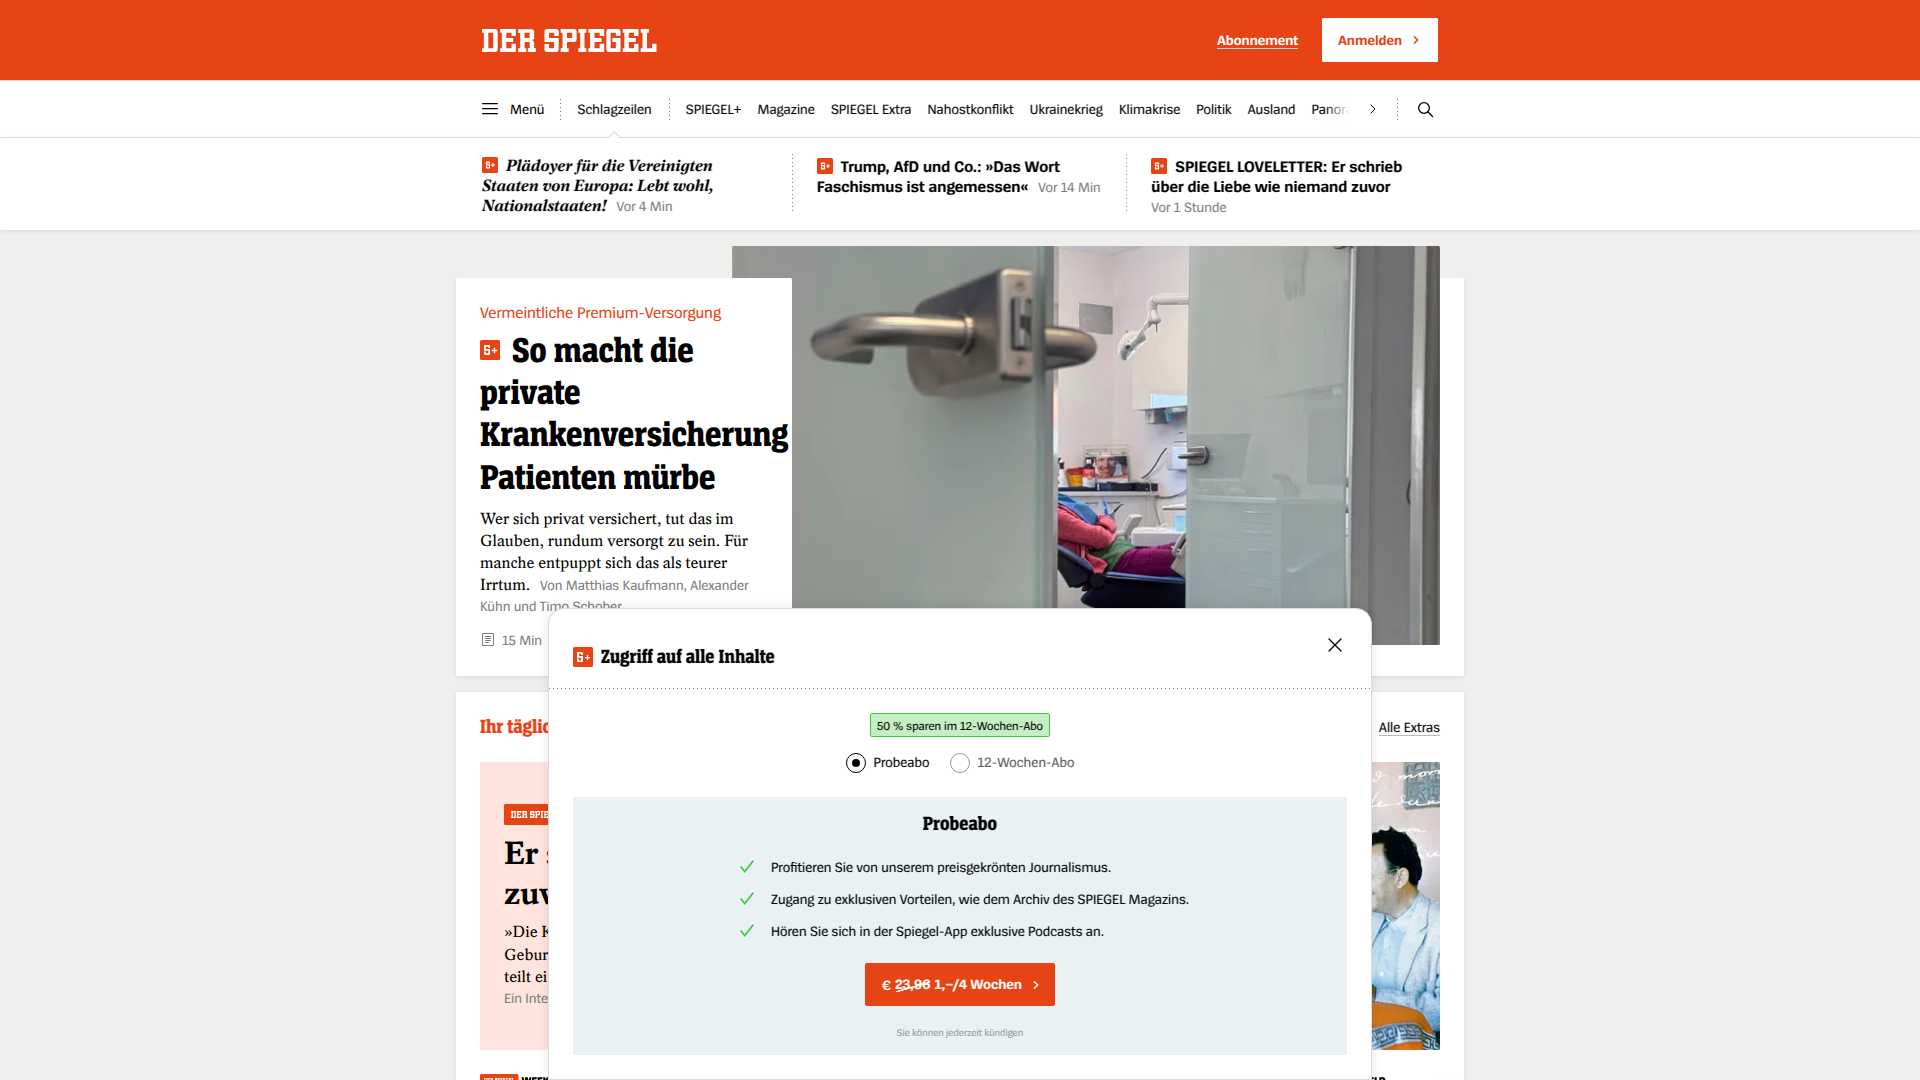 DER SPIEGEL
Abonnement
Anmelden
Menü
Schlagzeilen
SPIEGEL+
Magazine
SPIEGEL Extra
Nahostkonflikt
Ukrainekrieg
Klimakrise
Politik
Ausland
Plädoyer für die Vereinigten
Staaten von Europa: Lebt wohl,
Nationalstaaten! Vor 4 Min
Trump, AfD und Co.: »Das Wort
Faschismus ist angemessen« Vor 14 Min
SPIEGEL LOVELETTER: Er schrieb
über die Liebe wie niemand zuvor
Vor 1 Stunde
Vermeintliche Premium-Versorgung
So macht die
private
Krankenversicherung
Patienten mürbe
Wer sich privat versichert, tut das im
Glauben, rundum versorgt zu sein. Für
manche entpuppt sich das als teurer
Irrtum. Von Matthias Kaufmann, Alexander
Kühn und Timo Schober
15 Min
Zugriff auf alle Inhalte
50 % sparen im 12-Wochen-Abo
Probeabo
12-Wochen-Abo
Probeabo
Profitieren Sie von unserem preisgekrönten Journalismus.
Zugang zu exklusiven Vorteilen, wie dem Archiv des SPIEGEL Magazins.
Hören Sie sich in der Spiegel-App exklusive Podcasts an.
€ 23,96 1,–/4 Wochen
Sie können jederzeit kündigen
Ihr
Alle Extras
DER
Er
»Die
teilt
Ein